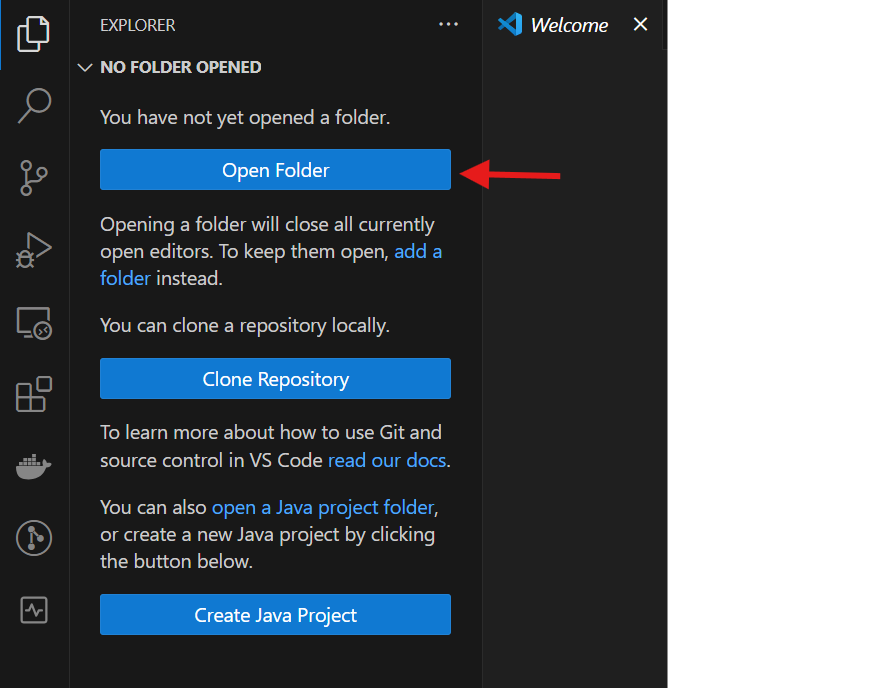 EXPLORER
Welcome
NO FOLDER OPENED
You have not yet opened a folder.
Open Folder
Opening a folder will close all currently
open editors. To keep them open, add a
folder instead.
You can clone a repository locally.
Clone Repository
To learn more about how to use Git and
source control in VS Code read our docs.
You can also open a Java project folder,
or create a new Java project by clicking
the button below.
Create Java Project